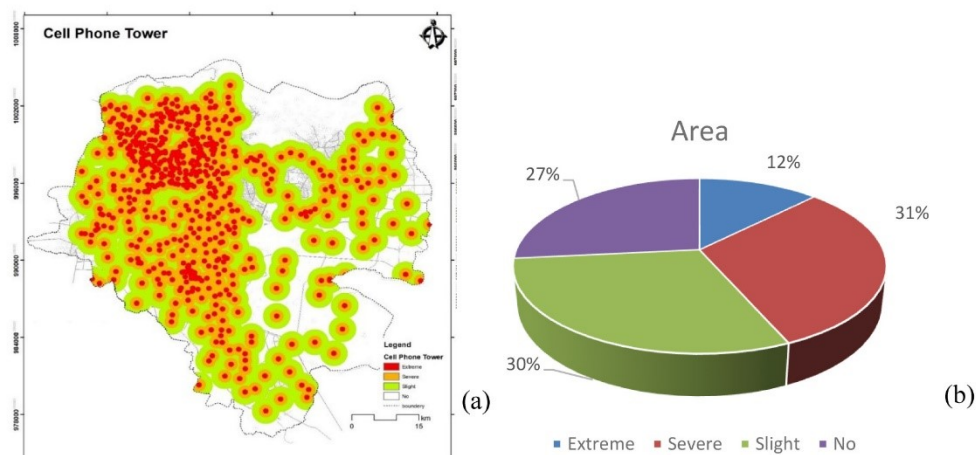 Cell Phone Tower
1002000
996000
990000
984000
978000
Legend
Cell Phone Tower
Extreme
Severe
Slight
No
boundary
0
15
km
(a)
Area
12%
31%
30%
27%
Extreme
Severe
Slight
No
(b)